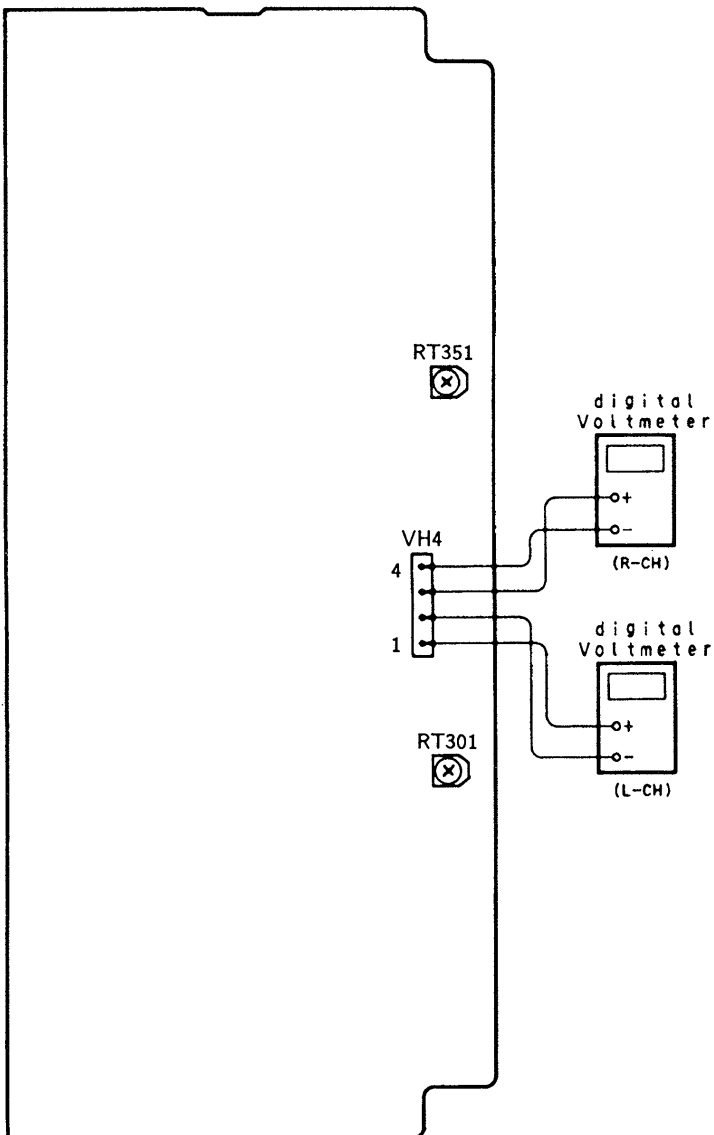 RT351
digital
Voltmeter
+
-
(R-CH)
VH4
4
1
digital
Voltmeter
+
-
(L-CH)
RT301